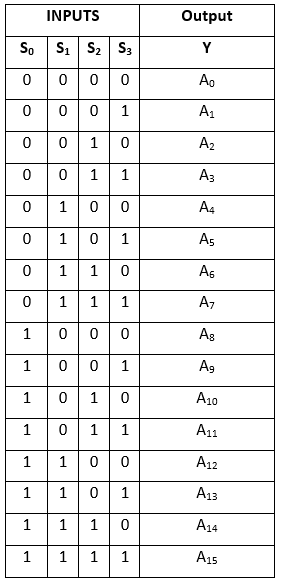 INPUTS Output
S₀ S₁ S₂ S₃ Y
0 0 0 0 A₀
0 0 0 1 A₁
0 0 1 0 A₂
0 0 1 1 A₃
0 1 0 0 A₄
0 1 0 1 A₅
0 1 1 0 A₆
0 1 1 1 A₇
1 0 0 0 A₈
1 0 0 1 A₉
1 0 1 0 A₁₀
1 0 1 1 A₁₁
1 1 0 0 A₁₂
1 1 0 1 A₁₃
1 1 1 0 A₁₄
1 1 1 1 A₁₅